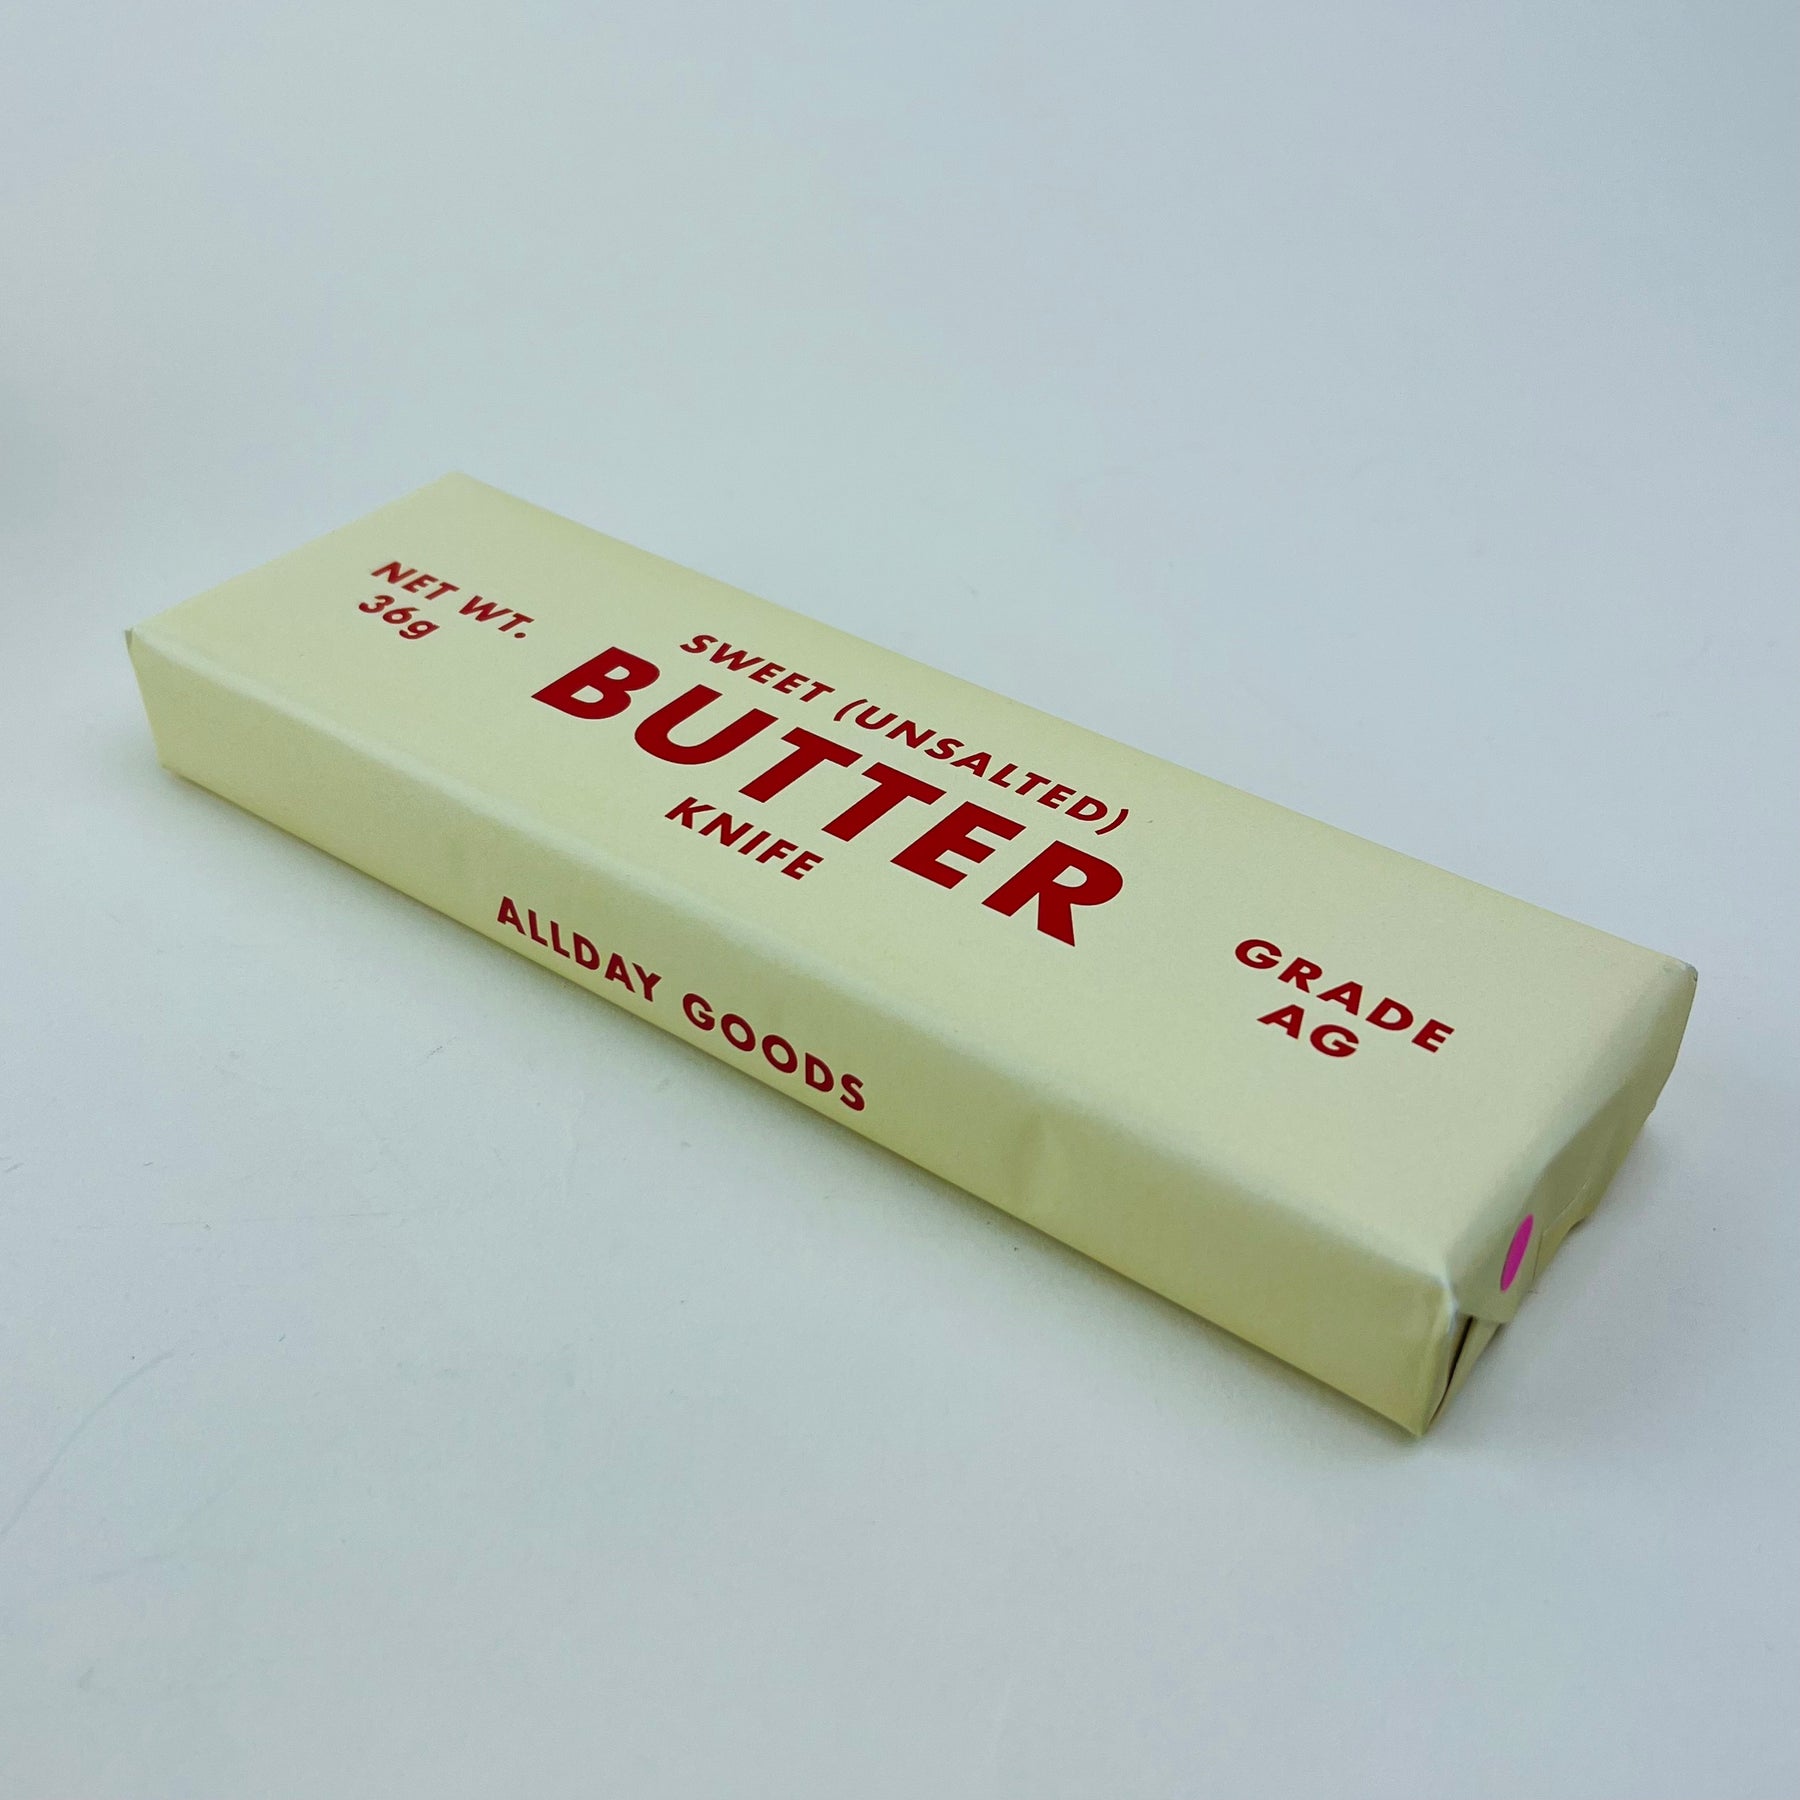 NET WT.
36g
SWEET (UNSALTED)
BUTTER
KNIFE
GRADE
AG
ALLDAY GOODS